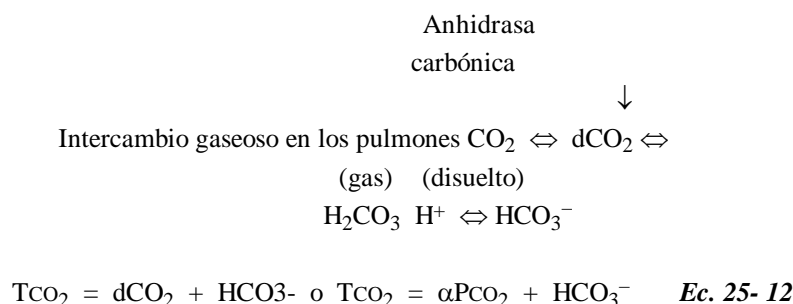 Anhidrasa
carbónica
↓
Intercambio gaseoso en los pulmones CO₂ ⇔ dCO₂ ⇔
(gas) (disuelto)
H₂CO₃ H⁺ ⇔ HCO₃⁻
TCO₂ = dCO₂ + HCO3- o TCO₂ = αPCO₂ + HCO₃⁻ Ec. 25- 12